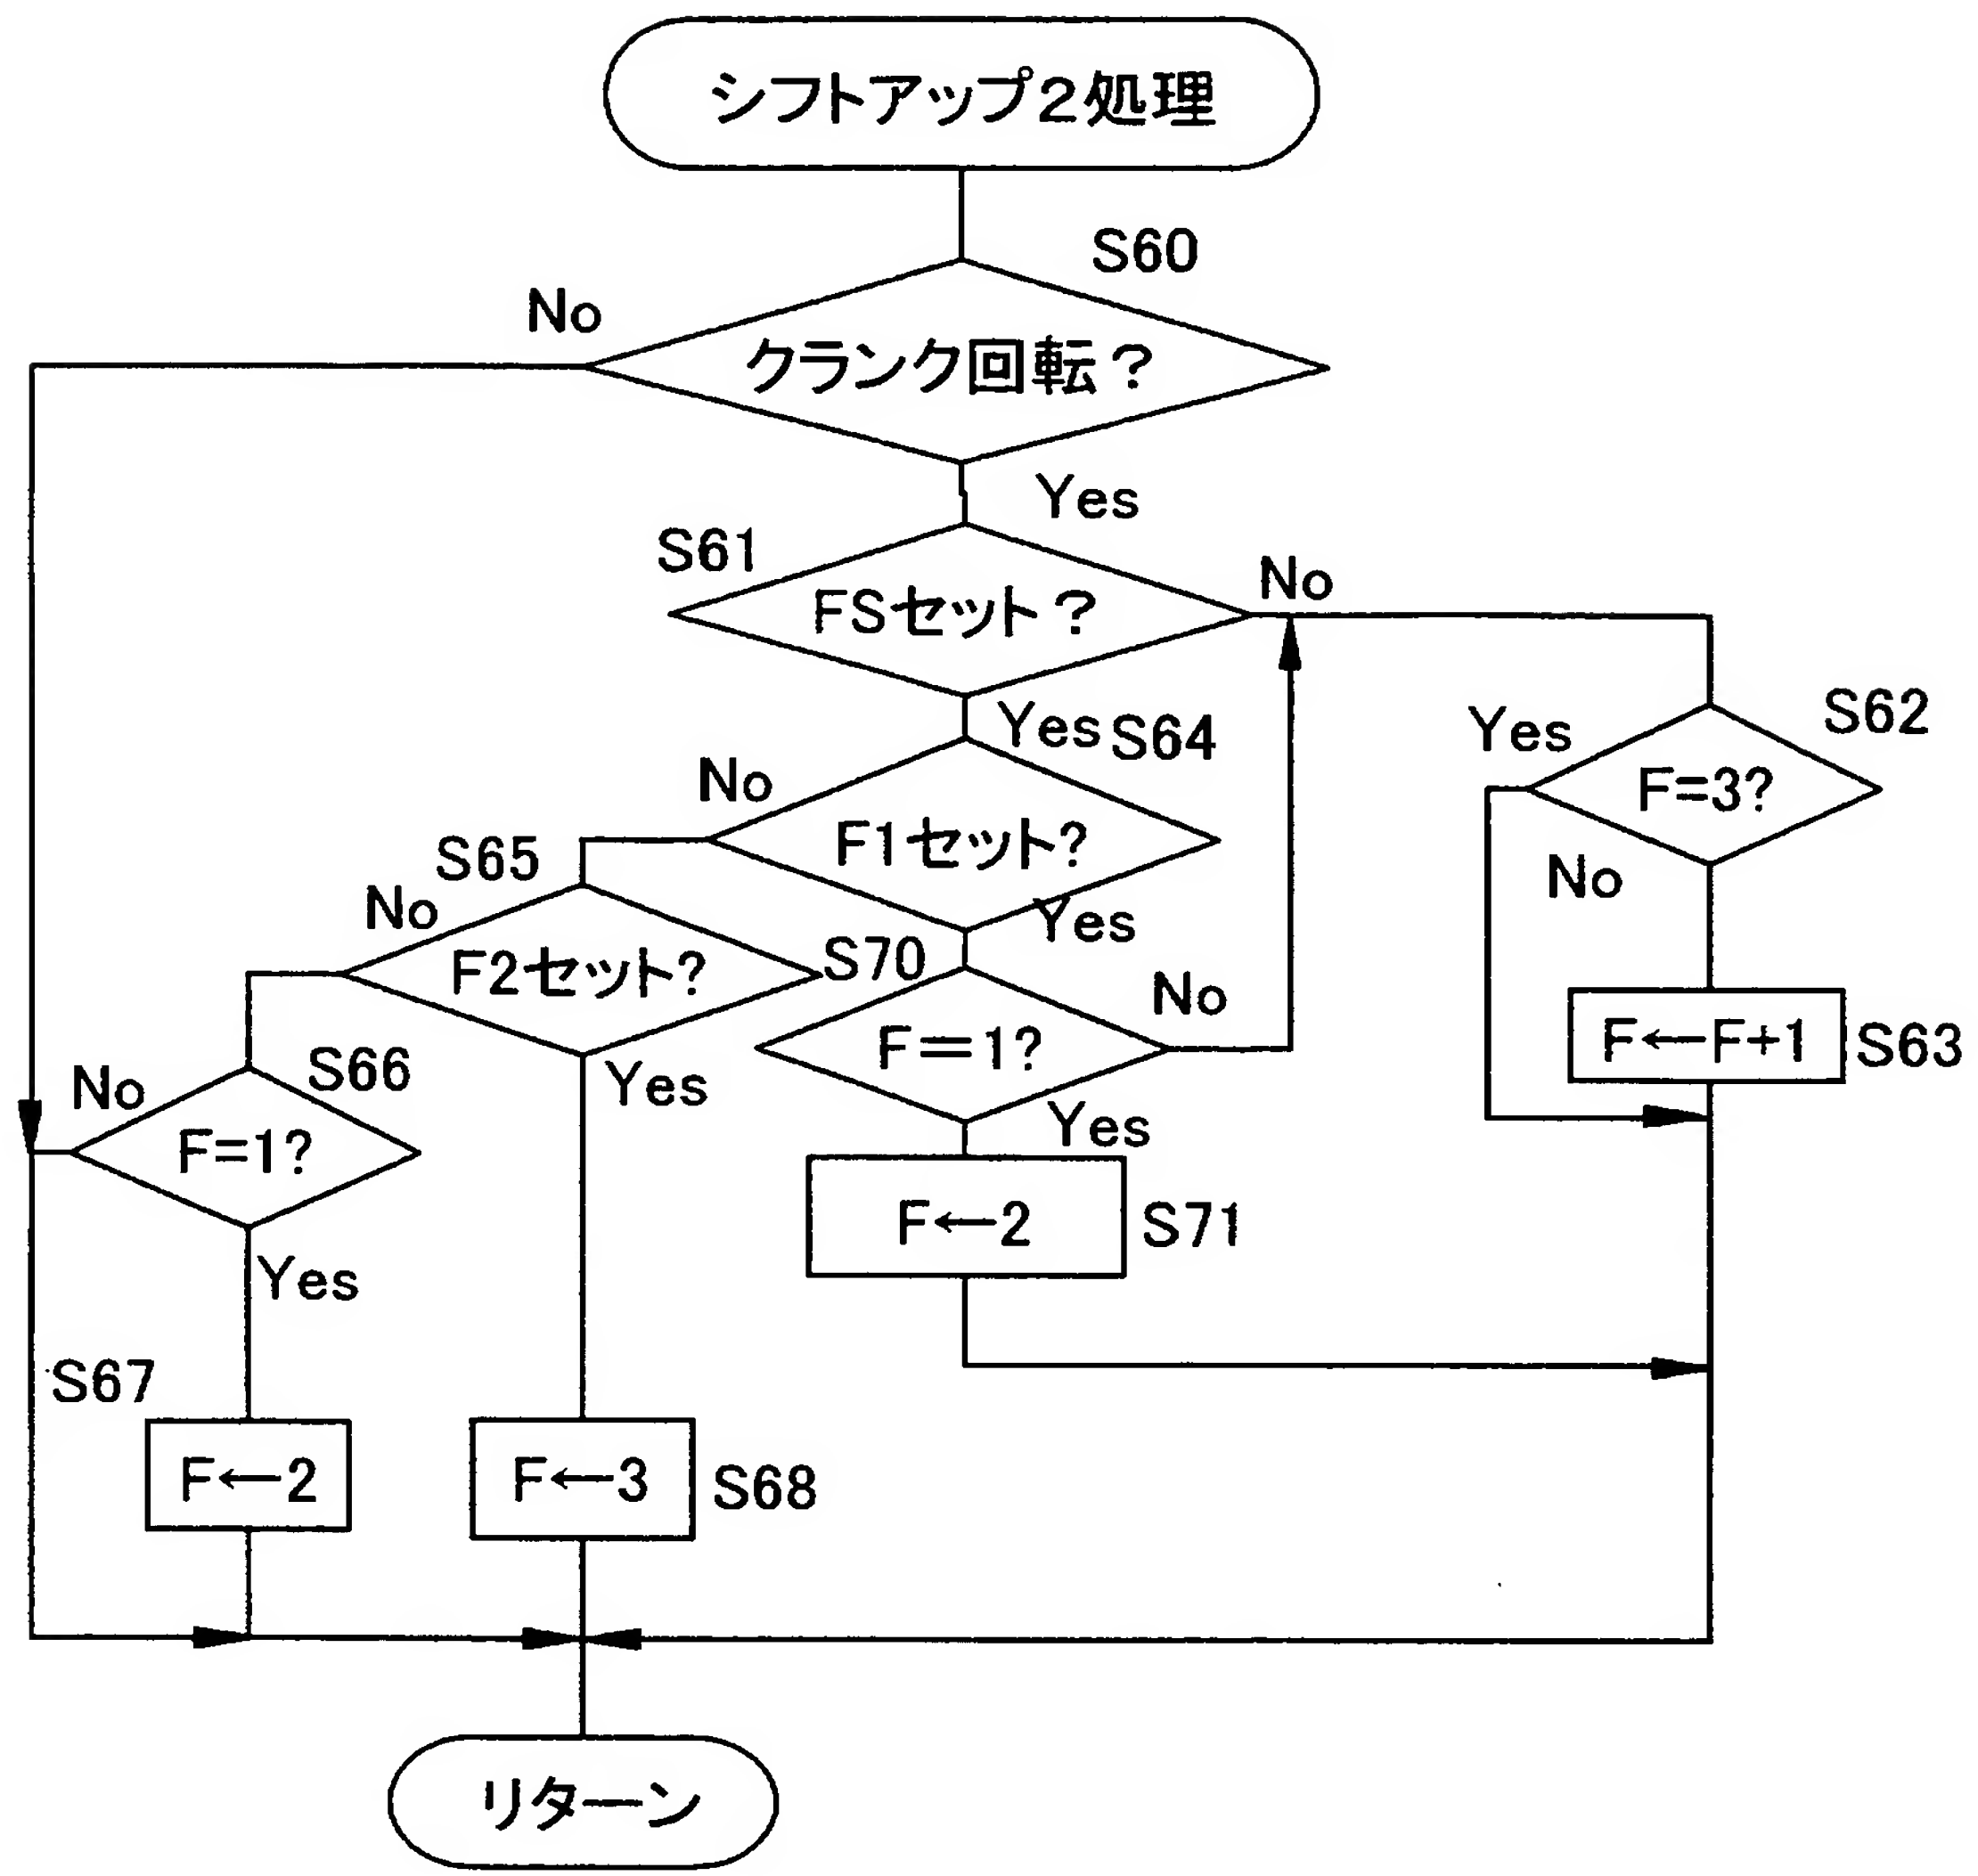 シフトアップ2処理
S60
No
クランク回転？
Yes
S61
No
FSセット？
Yes
S64
S62
Yes
No
F=3?
F1セット?
S65
No
No
Yes
F2セット?
S70
No
F=1?
F←F+1
S63
S66
No
Yes
F=1?
Yes
F←2
S71
Yes
S67
F←2
F←3
S68
リターン